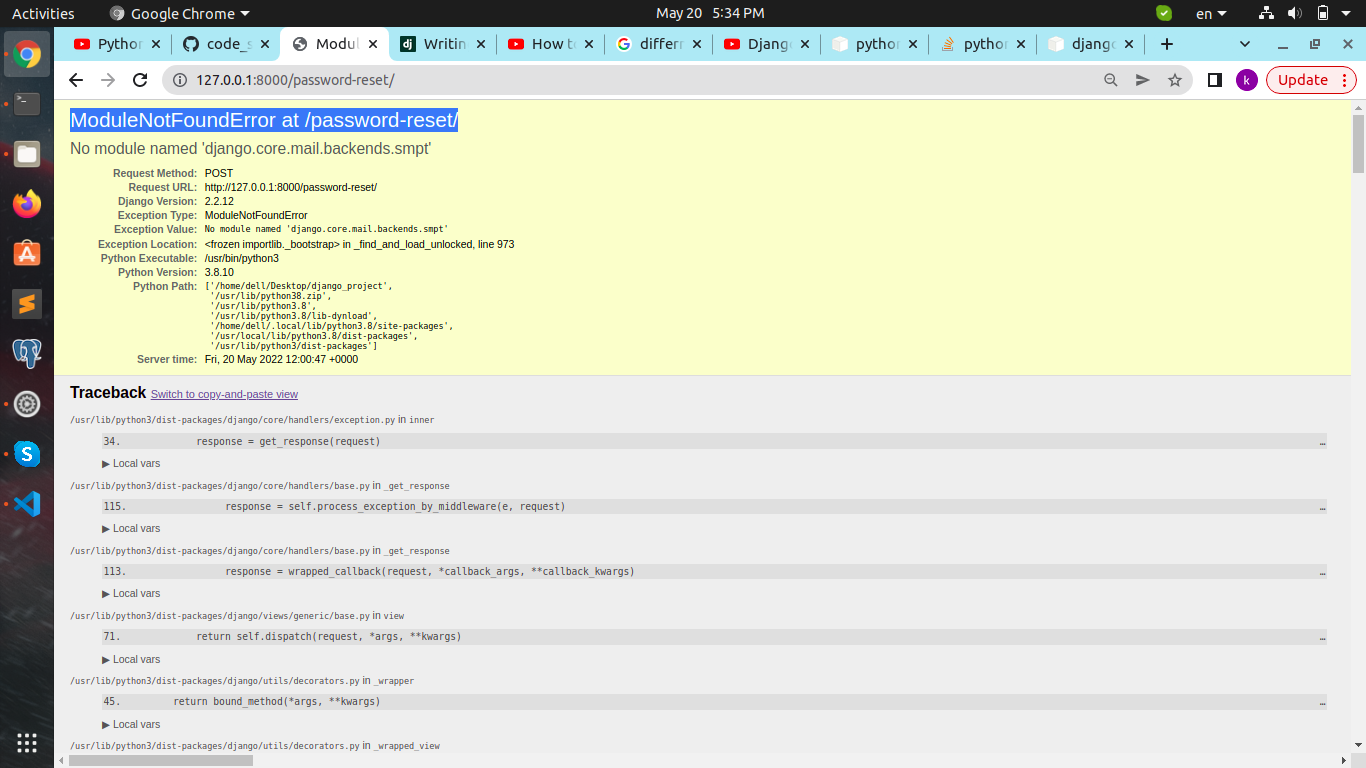 Activities Google Chrome May 20 5:34 PM en
Python code_s Modul Writin How to differr Djang python python django
127.0.0.1:8000/password-reset/ k Update
ModuleNotFoundError at /password-reset/
No module named 'django.core.mail.backends.smpt'
Request Method: POST
Request URL: http://127.0.0.1:8000/password-reset/
Django Version: 2.2.12
Exception Type: ModuleNotFoundError
Exception Value: No module named 'django.core.mail.backends.smpt'
Exception Location: <frozen importlib._bootstrap> in _find_and_load_unlocked, line 973
Python Executable: /usr/bin/python3
Python Version: 3.8.10
Python Path: ['/home/dell/Desktop/django_project',
'/usr/lib/python38.zip',
'/usr/lib/python3.8',
'/usr/lib/python3.8/lib-dynload',
'/home/dell/.local/lib/python3.8/site-packages',
'/usr/local/lib/python3.8/dist-packages',
'/usr/lib/python3/dist-packages']
Server time: Fri, 20 May 2022 12:00:47 +0000
Traceback Switch to copy-and-paste view
/usr/lib/python3/dist-packages/django/core/handlers/exception.py in inner
34. response = get_response(request) …
▶ Local vars
/usr/lib/python3/dist-packages/django/core/handlers/base.py in _get_response
115. response = self.process_exception_by_middleware(e, request) …
▶ Local vars
/usr/lib/python3/dist-packages/django/core/handlers/base.py in _get_response
113. response = wrapped_callback(request, *callback_args, **callback_kwargs) …
▶ Local vars
/usr/lib/python3/dist-packages/django/views/generic/base.py in view
71. return self.dispatch(request, *args, **kwargs) …
▶ Local vars
/usr/lib/python3/dist-packages/django/utils/decorators.py in _wrapper
45. return bound_method(*args, **kwargs) …
▶ Local vars
/usr/lib/python3/dist-packages/django/utils/decorators.py in _wrapped_view